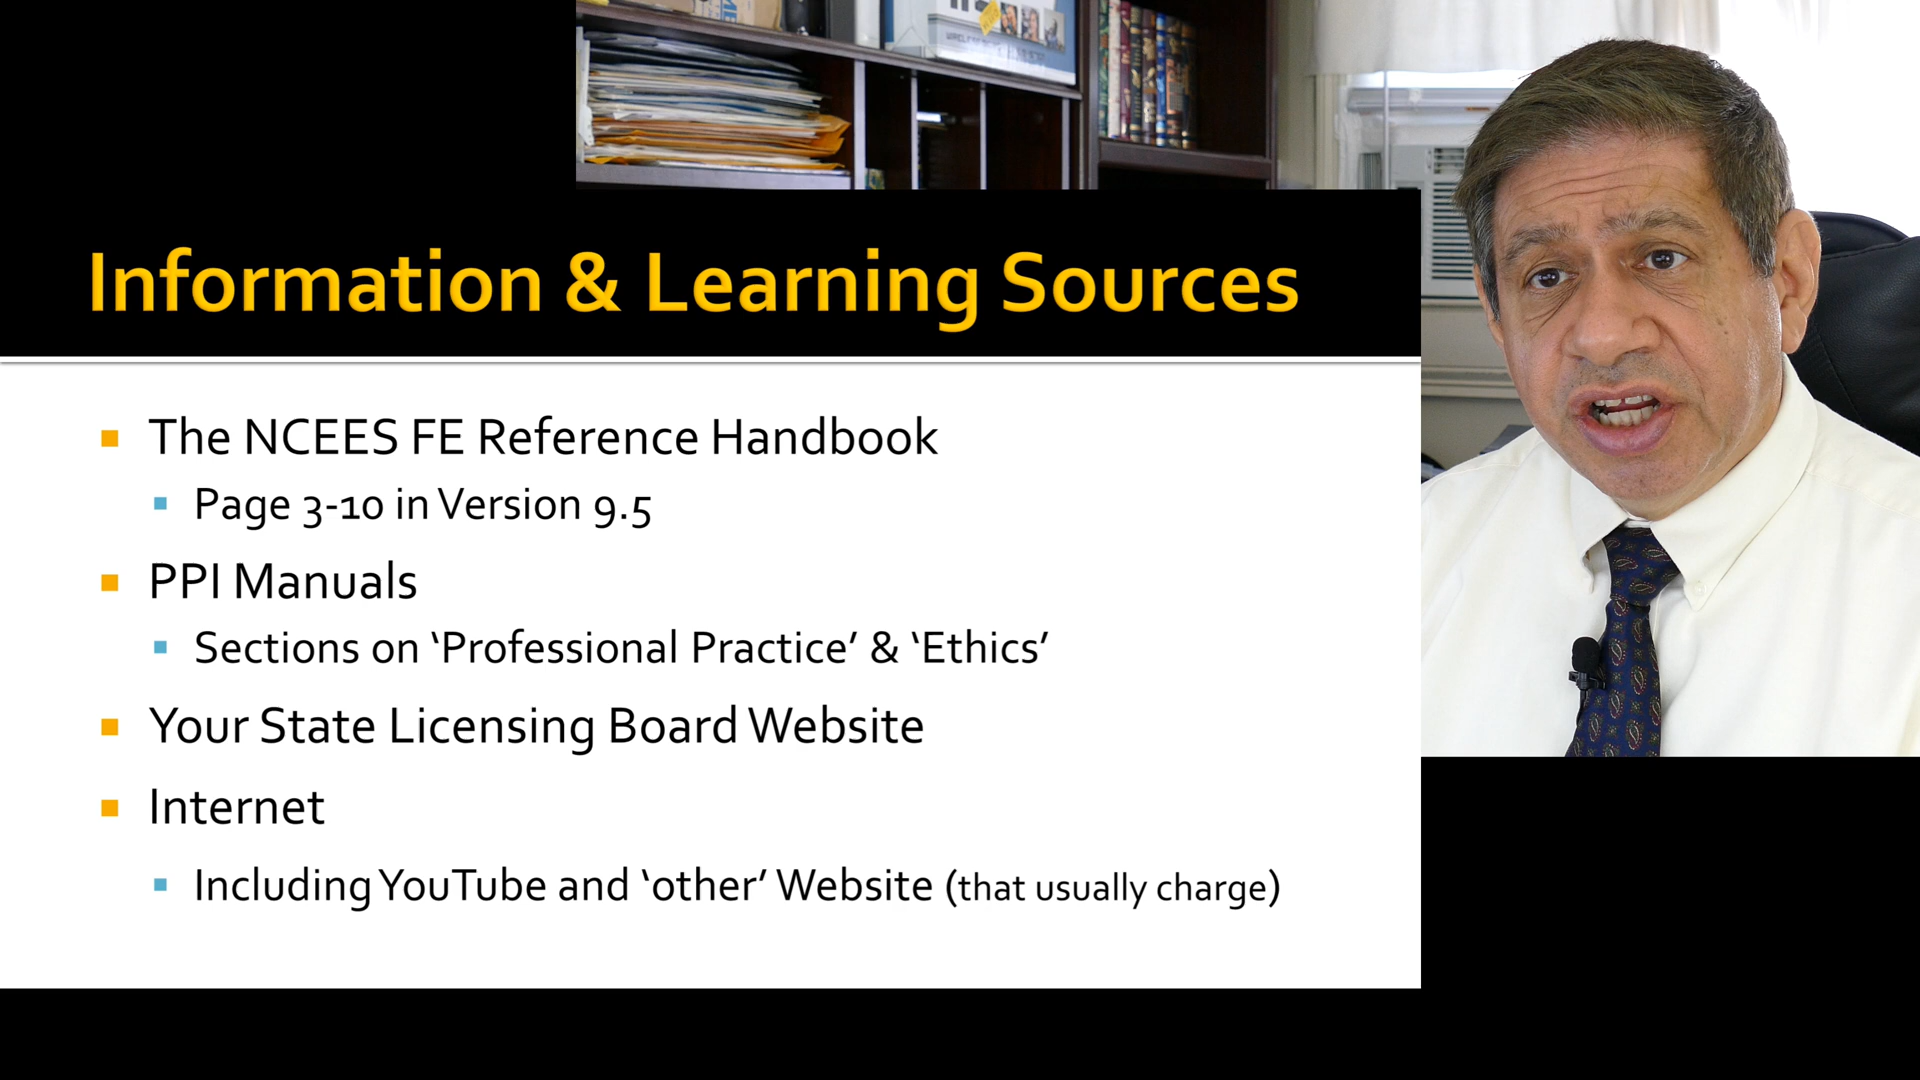 Information & Learning Sources
The NCEES FE Reference Handbook
Page 3-10 in Version 9.5
PPI Manuals
Sections on ‘Professional Practice’ & ‘Ethics’
Your State Licensing Board Website
Internet
Including YouTube and ‘other’ Website (that usually charge)